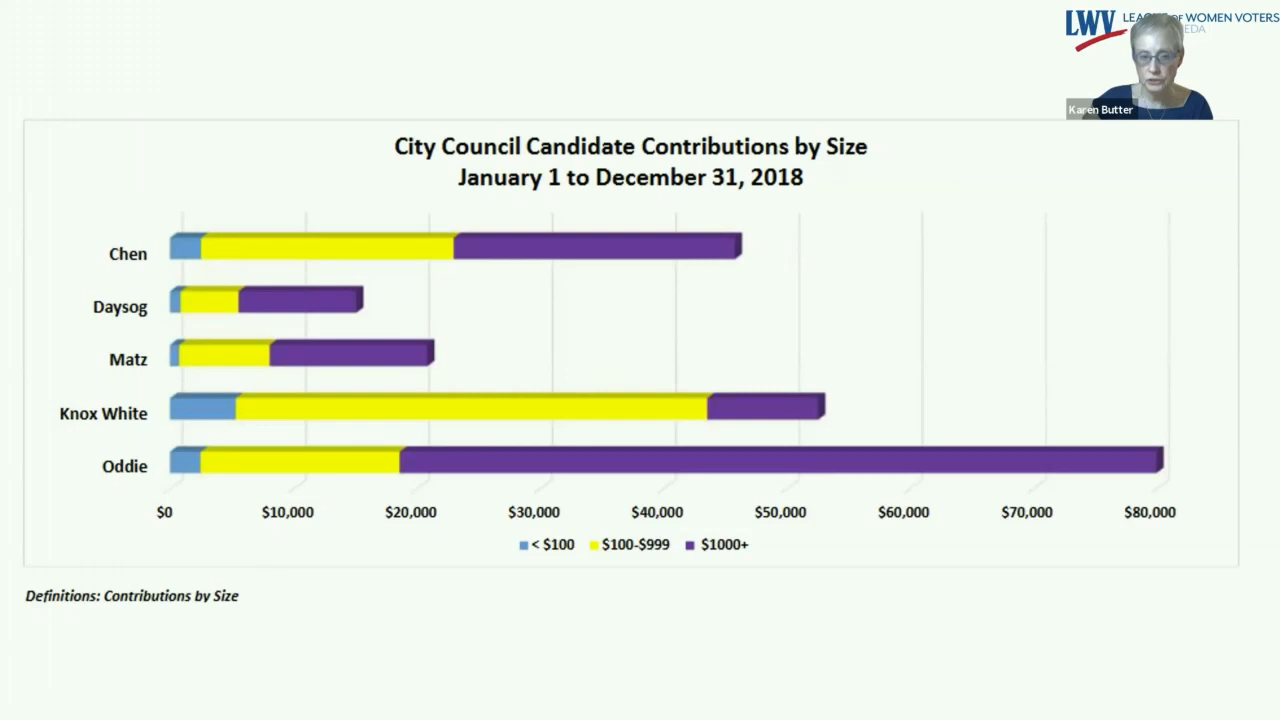 LWV LEAGUE OF WOMEN VOTERS
Karen Butter
City Council Candidate Contributions by Size
January 1 to December 31, 2018
Chen
Daysog
Matz
Knox White
Oddie
$0 $10,000 $20,000 $30,000 $40,000 $50,000 $60,000 $70,000 $80,000
< $100 $100-$999 $1000+
Definitions: Contributions by Size